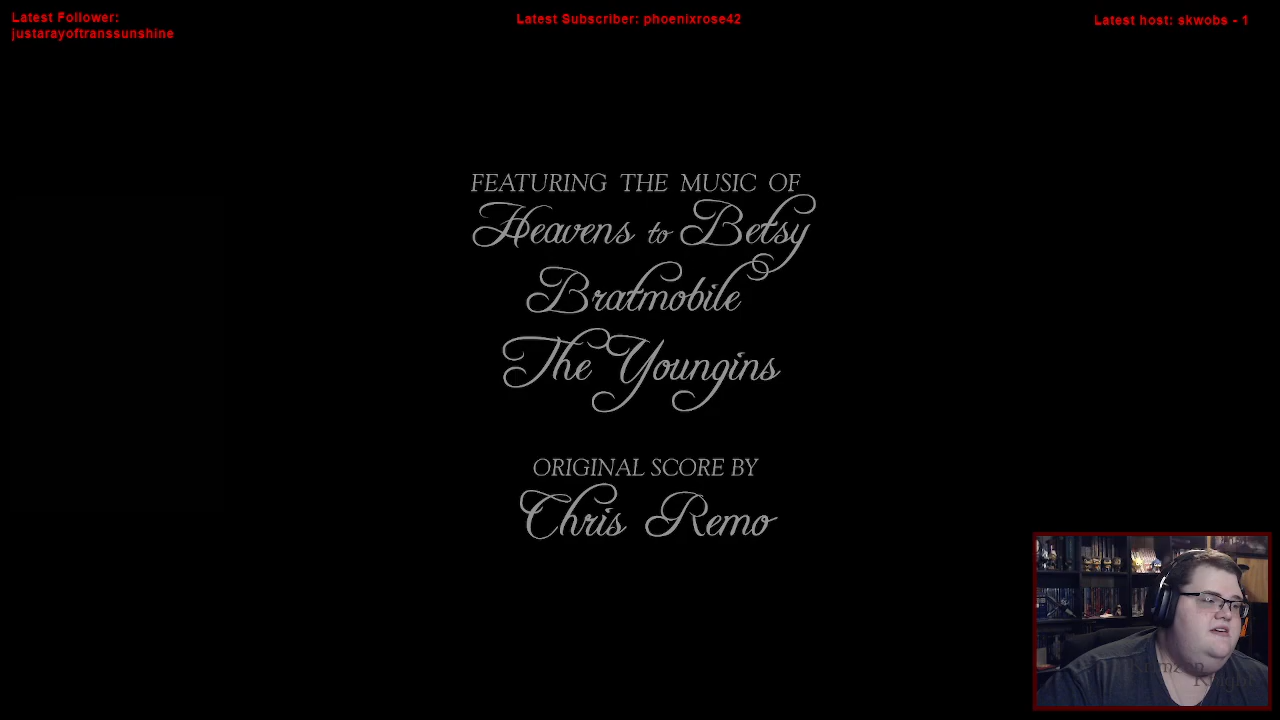 Latest Follower:
justarayoftranssunshine
Latest Subscriber: phoenixrose42
Latest host: skwobs - 1
FEATURING THE MUSIC OF
Heavens to Betsy
Bratmobile
The Youngins
ORIGINAL SCORE BY
Chris Remo